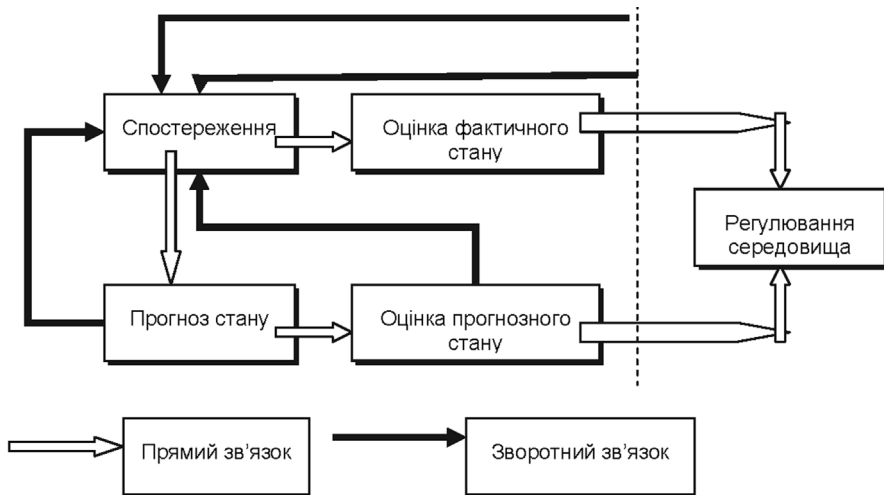 Спостереження
Оцінка фактичного
стану
Регулювання
середовища
Прогноз стану
Оцінка прогнозного
стану
Прямий зв'язок
Зворотний зв'язок